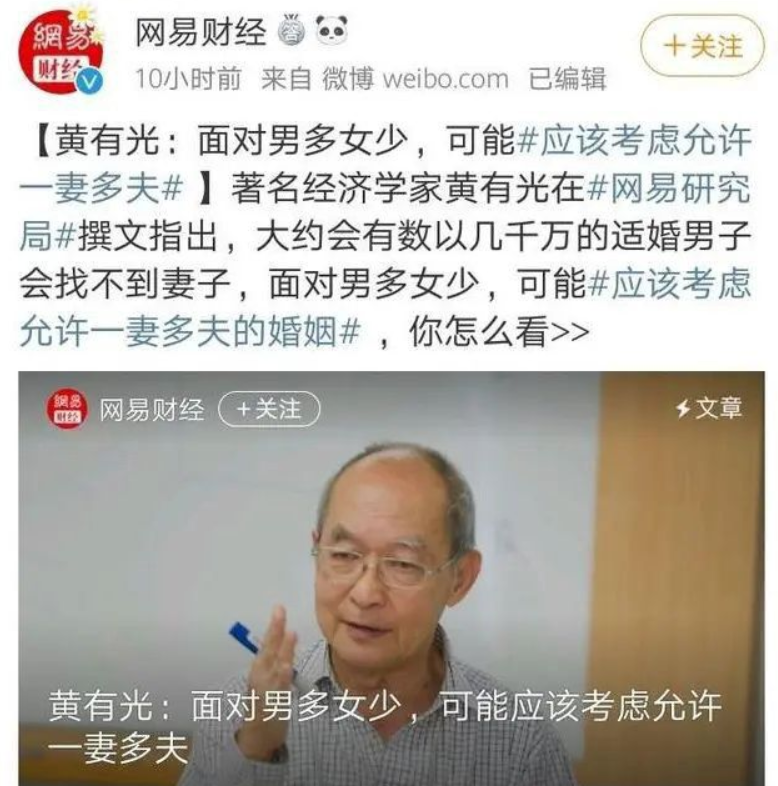 網易
财经
网易财经
+关注
10小时前 来自 微博 weibo.com 已编辑
【黄有光：面对男多女少，可能#应该考虑允许
一妻多夫#】著名经济学家黄有光在#网易研究
局#撰文指出，大约会有数以几千万的适婚男子
会找不到妻子，面对男多女少，可能#应该考虑
允许一妻多夫的婚姻#，你怎么看>>
網易
财经
网易财经
+关注
文章
黄有光：面对男多女少，可能应该考虑允许
一妻多夫